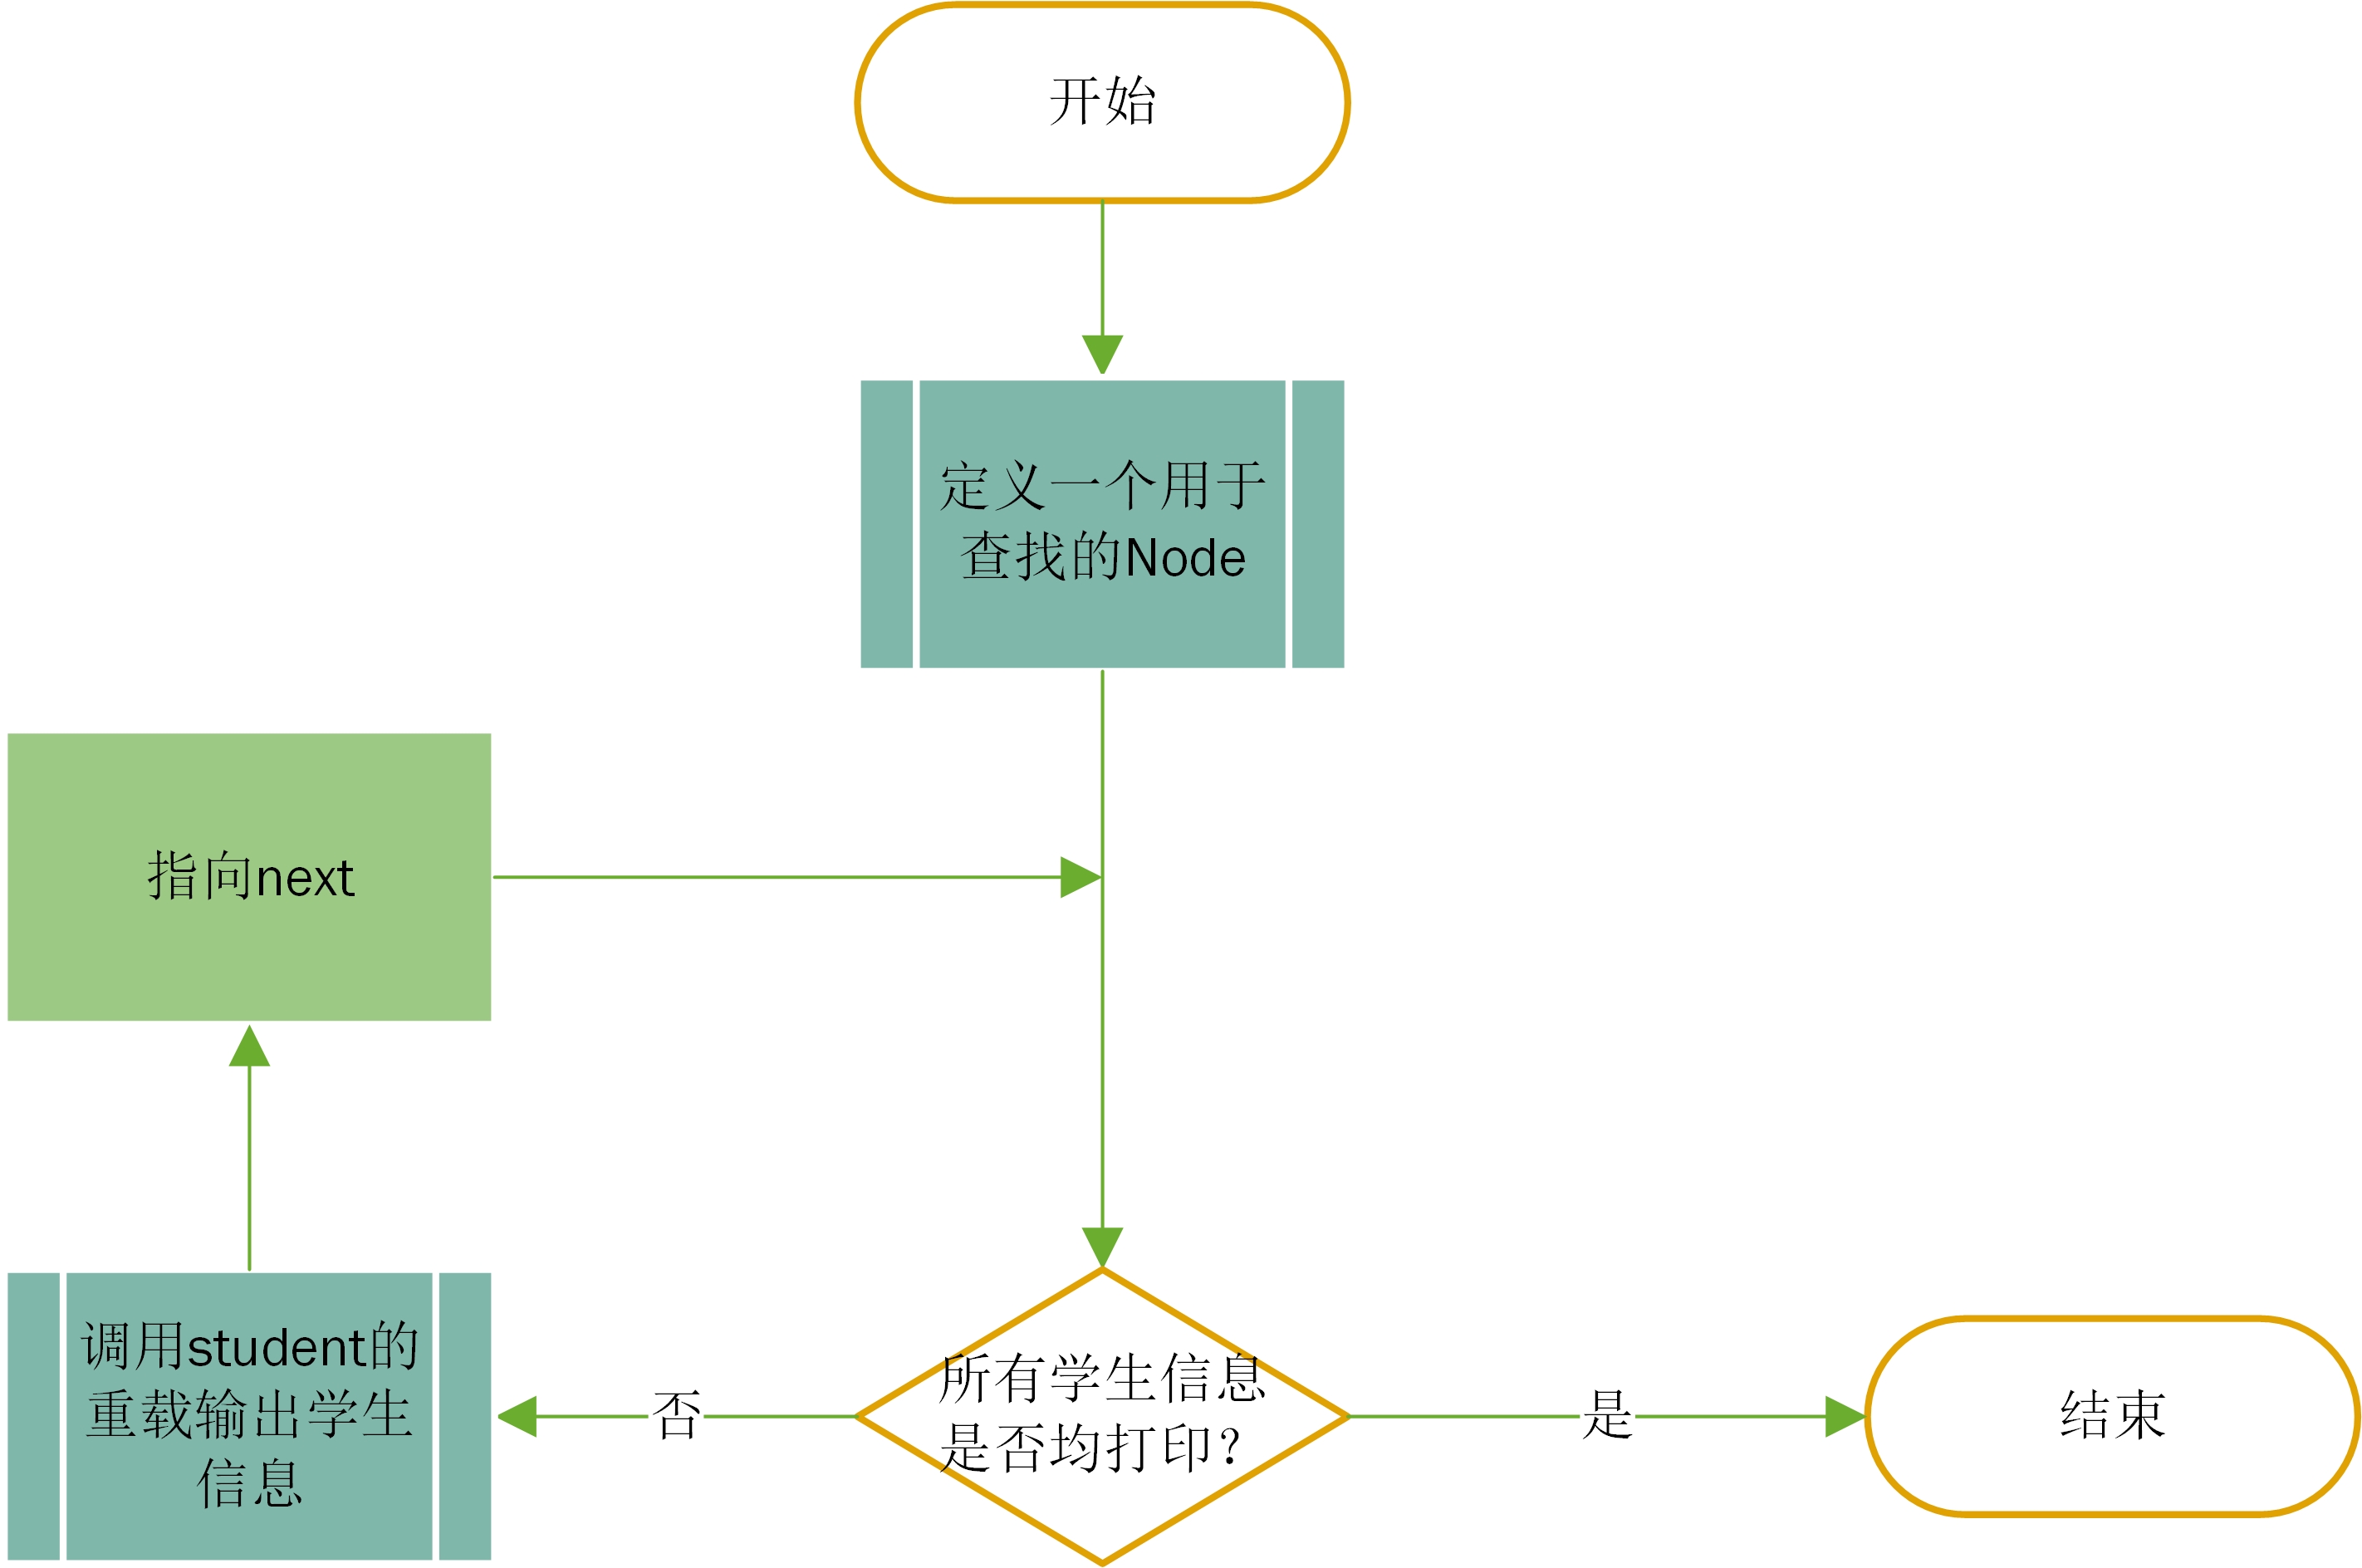 开始
定义一个用于
查找的Node
指向next
调用student的
重载输出学生
信息
否
所有学生信息
是否均打印?
是
结束